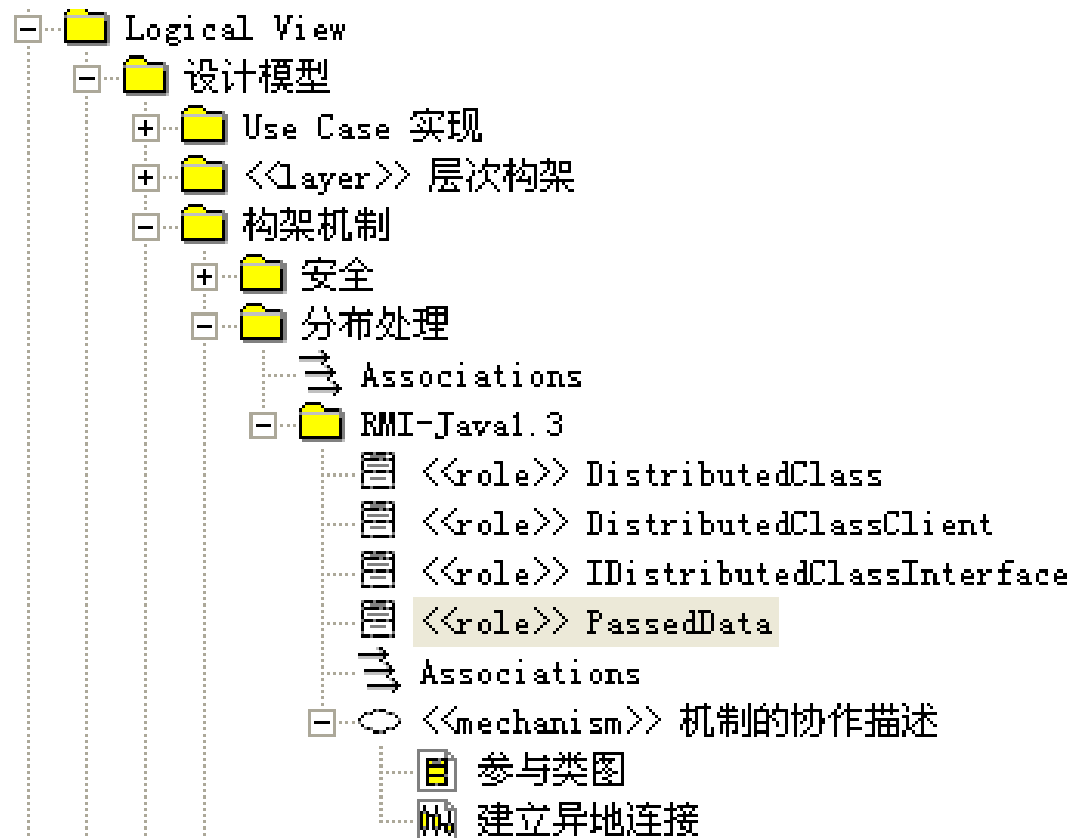 Logical View
设计模型
Use Case 实现
<<layer>> 层次构架
构架机制
安全
分布处理
Associations
RMI-Java1.3
<<role>> DistributedClass
<<role>> DistributedClassClient
<<role>> IDistributedClassInterface
<<role>> PassedData
Associations
<<mechanism>> 机制的协作描述
参与类图
建立异地连接